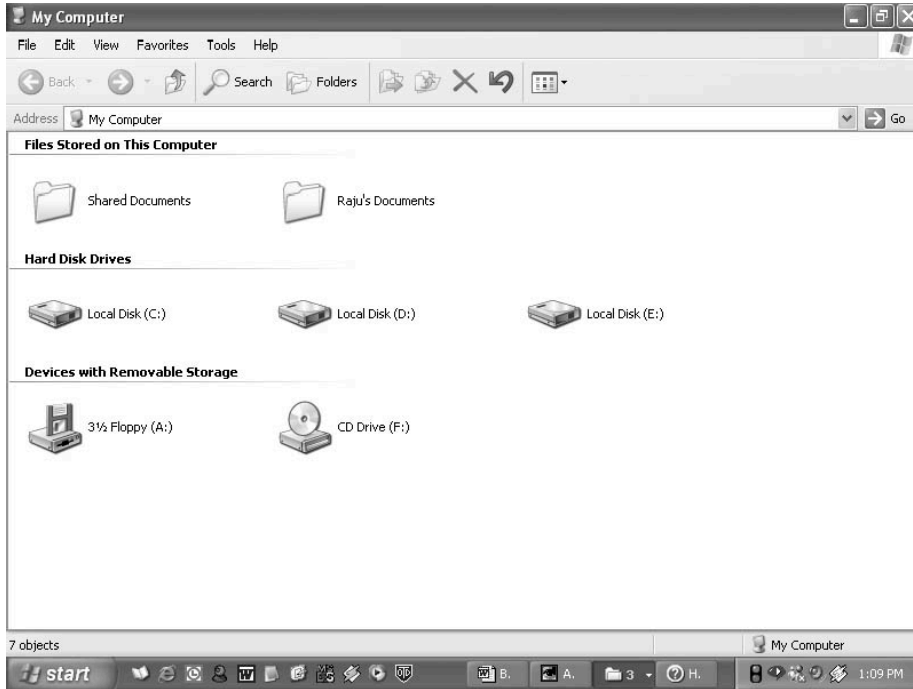 My Computer
File Edit View Favorites Tools Help
Back Search Folders
Address My Computer Go
Files Stored on This Computer
Shared Documents Raju's Documents
Hard Disk Drives
Local Disk (C:) Local Disk (D:) Local Disk (E:)
Devices with Removable Storage
3½ Floppy (A:) CD Drive (F:)
7 objects My Computer
start W B. A. 3 H. 1:09 PM